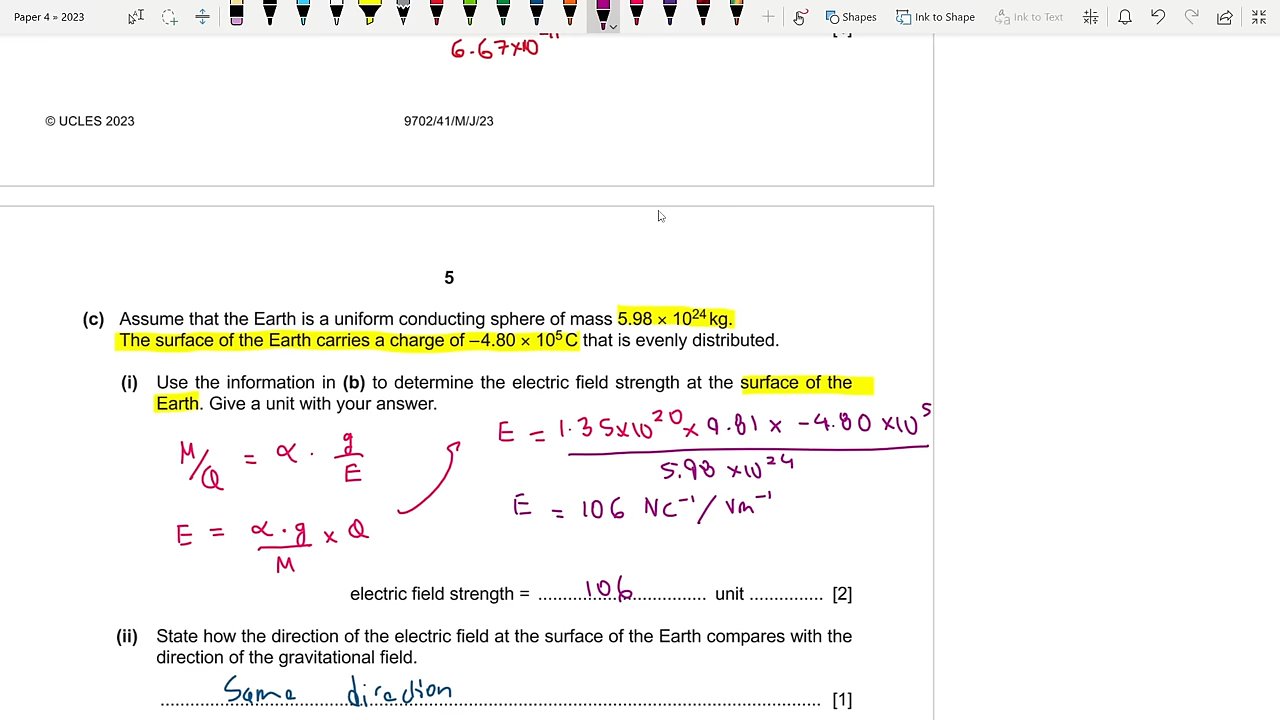 Paper 4 » 2023
Shapes
Ink to Shape
Ink to Text
6.67×10⁻¹¹
© UCLES 2023
9702/41/M/J/23
5
(c) Assume that the Earth is a uniform conducting sphere of mass 5.98 × 10²⁴ kg.
The surface of the Earth carries a charge of −4.80 × 10⁵ C that is evenly distributed.
(i) Use the information in (b) to determine the electric field strength at the surface of the
Earth. Give a unit with your answer.
M/Q = α · g/E
E = α·g/M × Q
E = 1.35×10²⁰ × 9.81 × −4.80 ×10⁵
5.98 ×10²⁴
E = 106 NC⁻¹/ Vm⁻¹
electric field strength = .......... 106 .......... unit ............... [2]
(ii) State how the direction of the electric field at the surface of the Earth compares with the
direction of the gravitational field.
Same direction [1]